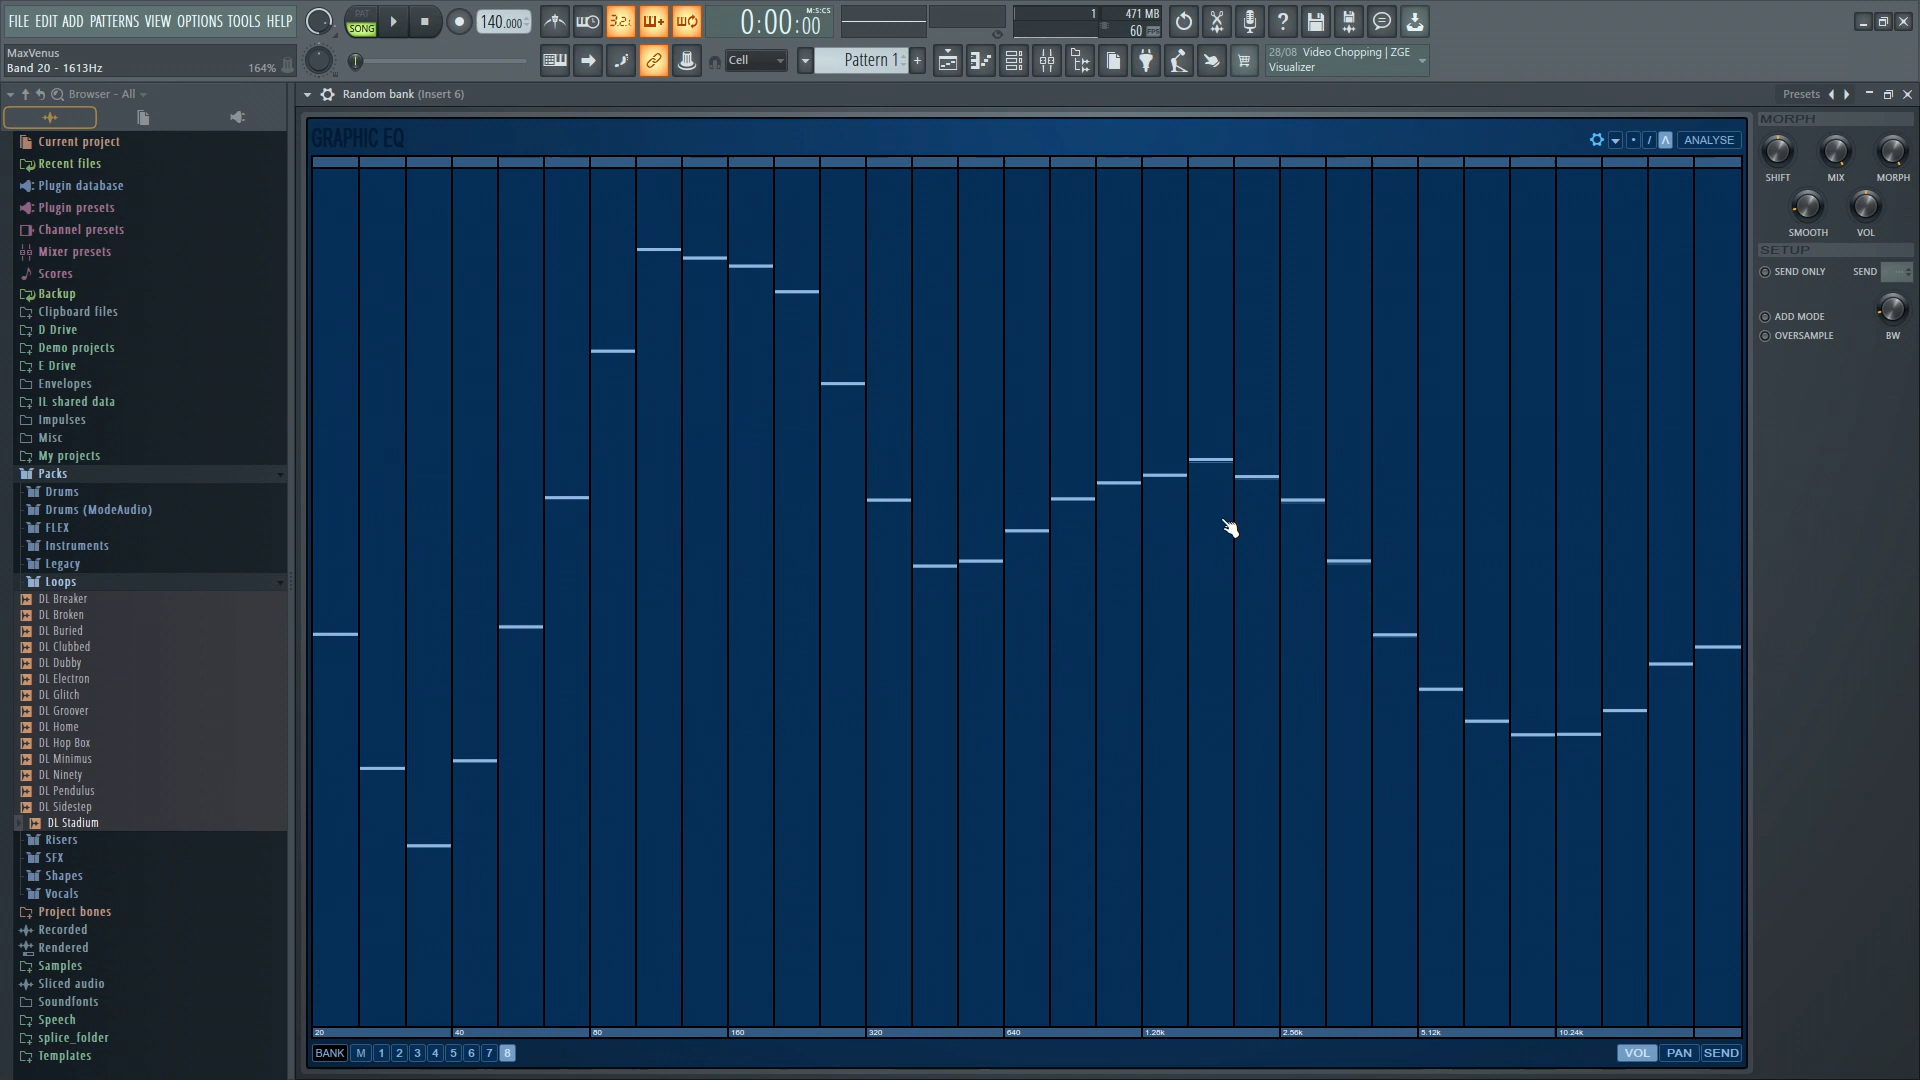 FILE EDIT ADD PATTERNS VIEW OPTIONS TOOLS HELP
PAT
SONG
140.000
3.2.
0:00:00
M:S:CS
1
471 MB
60
MaxVenus
Band 20 - 1613Hz
164%
Cell
Pattern 1
28/08 Video Chopping | ZGE
Visualizer
Browser - All
Random bank (Insert 6)
Presets
Current project
Recent files
Plugin database
Plugin presets
Channel presets
Mixer presets
Scores
Backup
Clipboard files
D Drive
Demo projects
E Drive
Envelopes
IL shared data
Impulses
Misc
My projects
Packs
Drums
Drums (ModeAudio)
FLEX
Instruments
Legacy
Loops
DL Breaker
DL Broken
DL Buried
DL Clubbed
DL Dubby
DL Electron
DL Glitch
DL Groover
DL Home
DL Hop Box
DL Minimus
DL Ninety
DL Pendulus
DL Sidestep
DL Stadium
Risers
SFX
Shapes
Vocals
Project bones
Recorded
Rendered
Samples
Sliced audio
Soundfonts
Speech
splice_folder
Templates
GRAPHIC EQ
ANALYSE
20 40 80 160 320 640 1.28k 2.56k 5.12k 10.24k
BANK M 1 2 3 4 5 6 7 8
VOL PAN SEND
MORPH
SHIFT MIX MORPH
SMOOTH VOL
SETUP
SEND ONLY SEND
ADD MODE
OVERSAMPLE BW